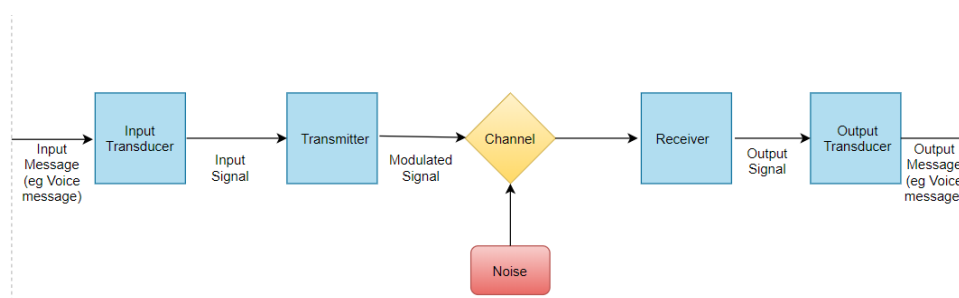 Input
Message
(eg Voice
message)
Input
Transducer
Input
Signal
Transmitter
Modulated
Signal
Channel
Noise
Receiver
Output
Signal
Output
Transducer
Output
Message
(eg Voice
message)